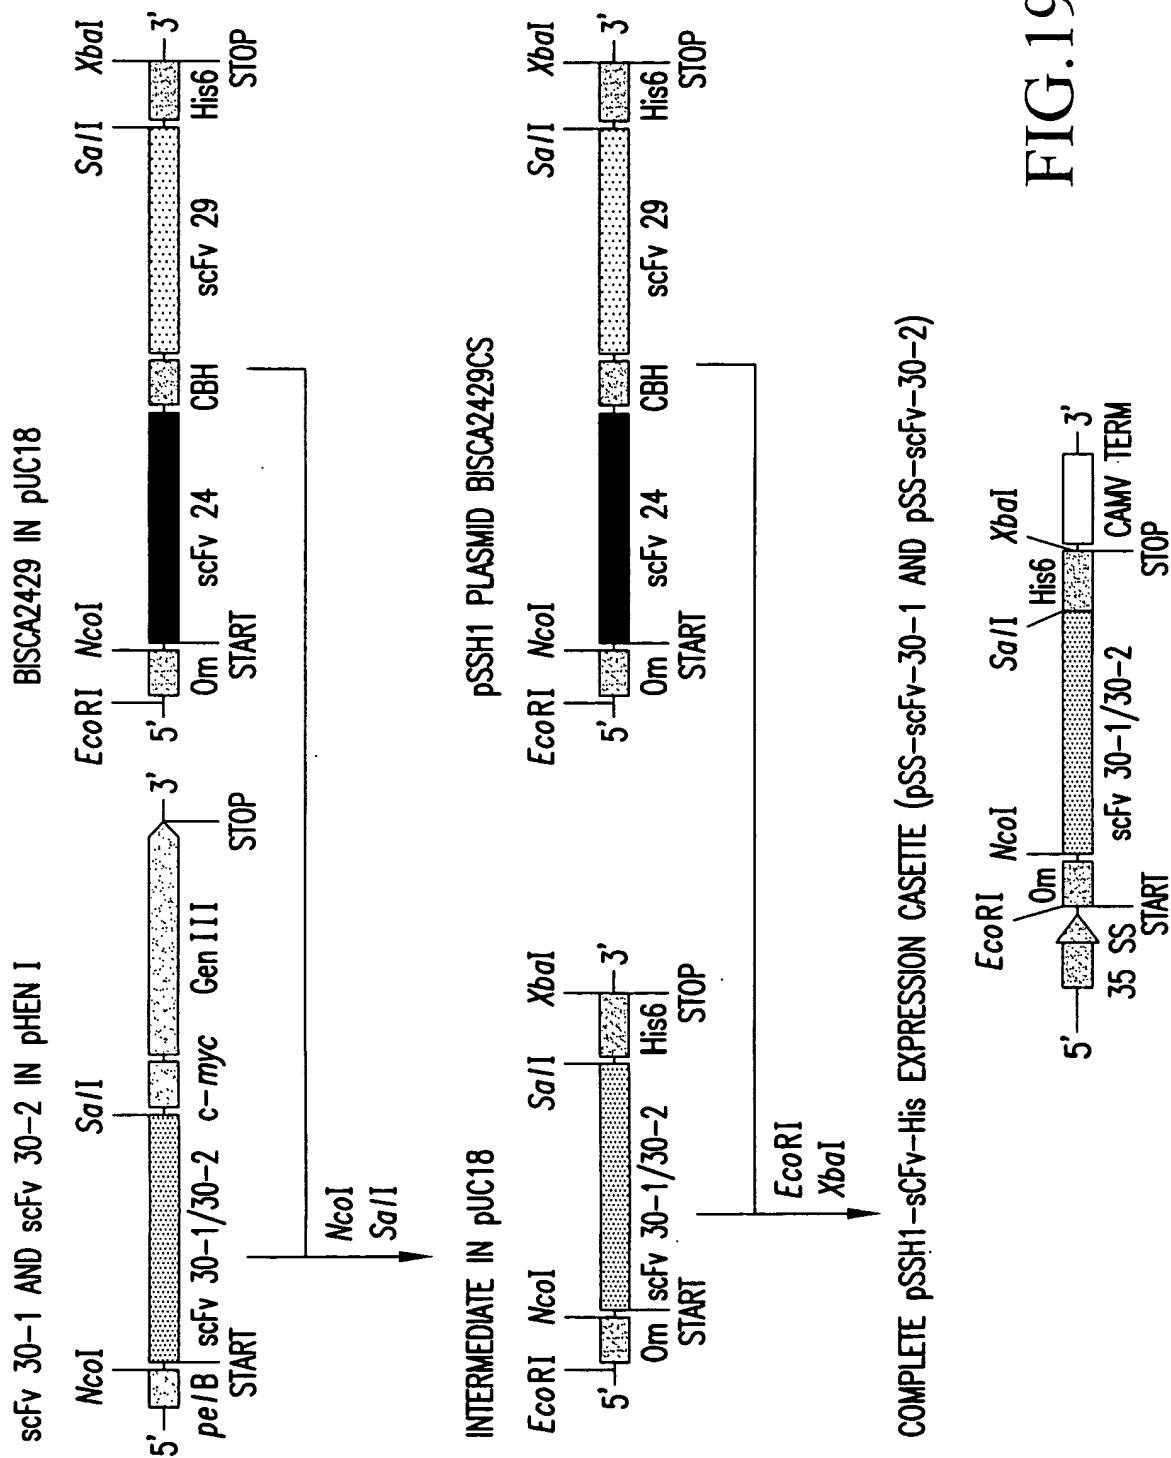 scFv 30-1 AND scFv 30-2 IN pHEN I
NcoI SalI
5' 3'
pelB scFv 30-1/30-2 c-myc Gen III
START STOP
BISCA2429 IN pUC18
EcoRI NcoI SalI XbaI
5' 3'
Om scFv 24 CBH scFv 29 His6
START STOP
NcoI
SalI
INTERMEDIATE IN pUC18
EcoRI NcoI SalI XbaI
5' 3'
Om scFv 30-1/30-2 His6
START STOP
pSSH1 PLASMID BISCA2429CS
EcoRI NcoI SalI XbaI
5' 3'
Om scFv 24 CBH scFv 29 His6
START STOP
EcoRI
XbaI
COMPLETE pSSH1-sCFv-His EXPRESSION CASETTE (pSS-scFv-30-1 AND pSS-scFv-30-2)
EcoRI NcoI SalI XbaI
Om His6
5' 3'
35 SS scFv 30-1/30-2 CAMV TERM
START STOP
FIG.19